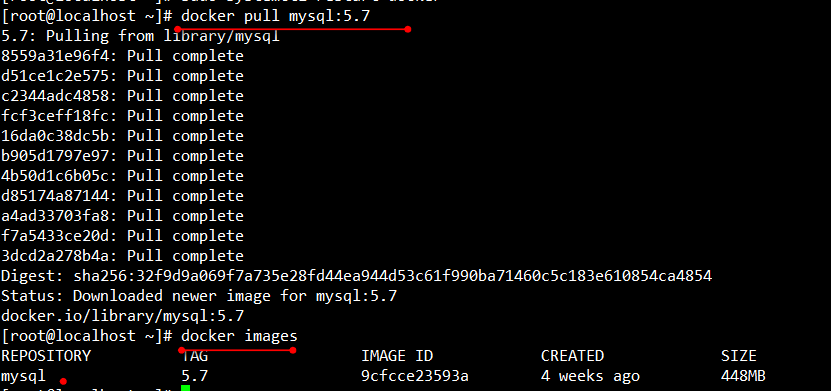 [root@localhost ~]# docker pull mysql:5.7
5.7: Pulling from library/mysql
8559a31e96f4: Pull complete
d51ce1c2e575: Pull complete
c2344adc4858: Pull complete
fcf3ceff18fc: Pull complete
16da0c38dc5b: Pull complete
b905d1797e97: Pull complete
4b50d1c6b05c: Pull complete
d85174a87144: Pull complete
a4ad33703fa8: Pull complete
f7a5433ce20d: Pull complete
3dcd2a278b4a: Pull complete
Digest: sha256:32f9d9a069f7a735e28fd44ea944d53c61f990ba71460c5c183e610854ca4854
Status: Downloaded newer image for mysql:5.7
docker.io/library/mysql:5.7
[root@localhost ~]# docker images
REPOSITORY TAG IMAGE ID CREATED SIZE
mysql 5.7 9cfcce23593a 4 weeks ago 448MB